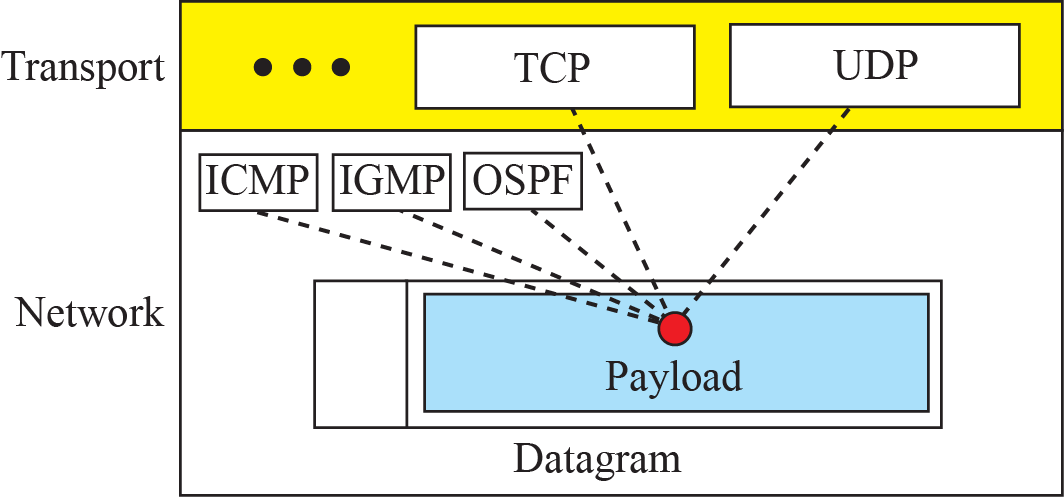 Transport
TCP
UDP
ICMP
IGMP
OSPF
Network
Payload
Datagram